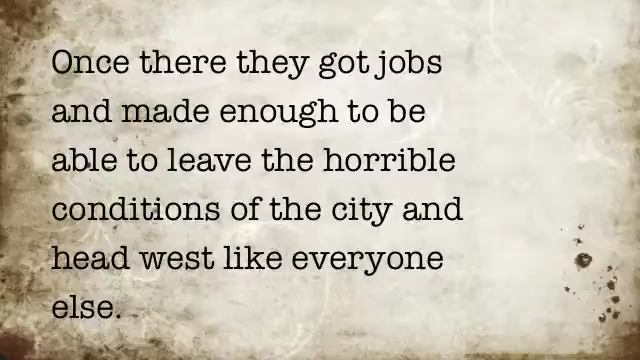 Once there they got jobs
and made enough to be
able to leave the horrible
conditions of the city and
head west like everyone
else.